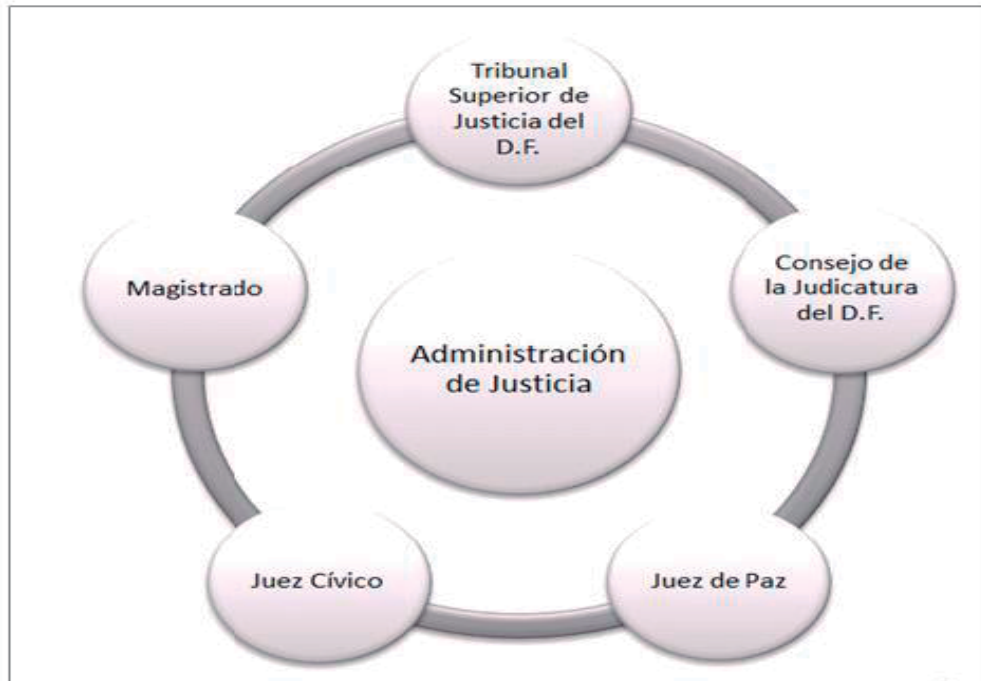 Tribunal
Superior de
Justicia del
D.F.
Consejo de
la Judicatura
del D.F.
Magistrado
Administración
de Justicia
Juez Cívico
Juez de Paz